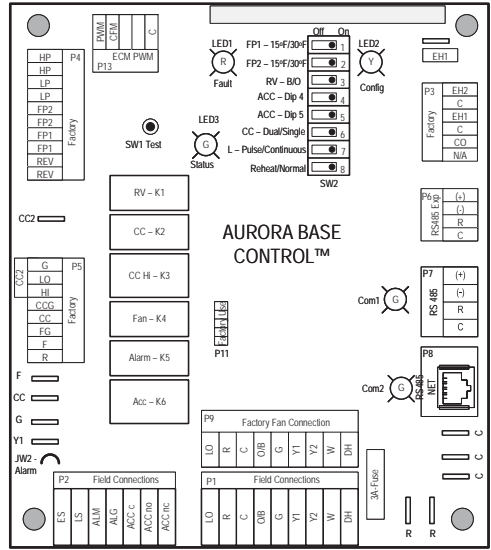 PWM
CFM
C
P13
ECM PWM
Off On
LED1
R
Fault
FP1 – 15ºF/30ºF 1
FP2 – 15ºF/30ºF 2
RV – B/O 3
ACC – Dip 4 4
ACC – Dip 5 5
CC – Dual/Single 6
L – Pulse/Continuous 7
Reheat/Normal 8
SW2
LED2
Y
Config
EH1
P4
HP
HP
LP
LP
FP2
FP2
FP1
FP1
REV
REV
Factory
SW1 Test
LED3
G
Status
P3
EH2
C
EH1
C
CO
N/A
Factory
P6
RS485 Exp
(+)
(-)
R
C
CC2
RV – K1
CC – K2
CC Hi – K3
Fan – K4
Alarm – K5
Acc – K6
AURORA BASE
CONTROL™
CC2
P5
G
LO
HI
CCG
CC
FG
F
R
Factory
Factory Use
P11
Com1
G
P7
RS 485
(+)
(-)
R
C
Com2
G
P8
RS485
NET
F
CC
G
Y1
JW2 -
Alarm
P9
Factory Fan Connection
LO
R
C
O/B
G
Y1
Y2
W
DH
P2
Field Connections
ES
LS
ALM
ALG
ACC c
ACC no
ACC nc
P1
Field Connections
LO
R
C
O/B
G
Y1
Y2
W
DH
3A-Fuse
C
C
C
R
R